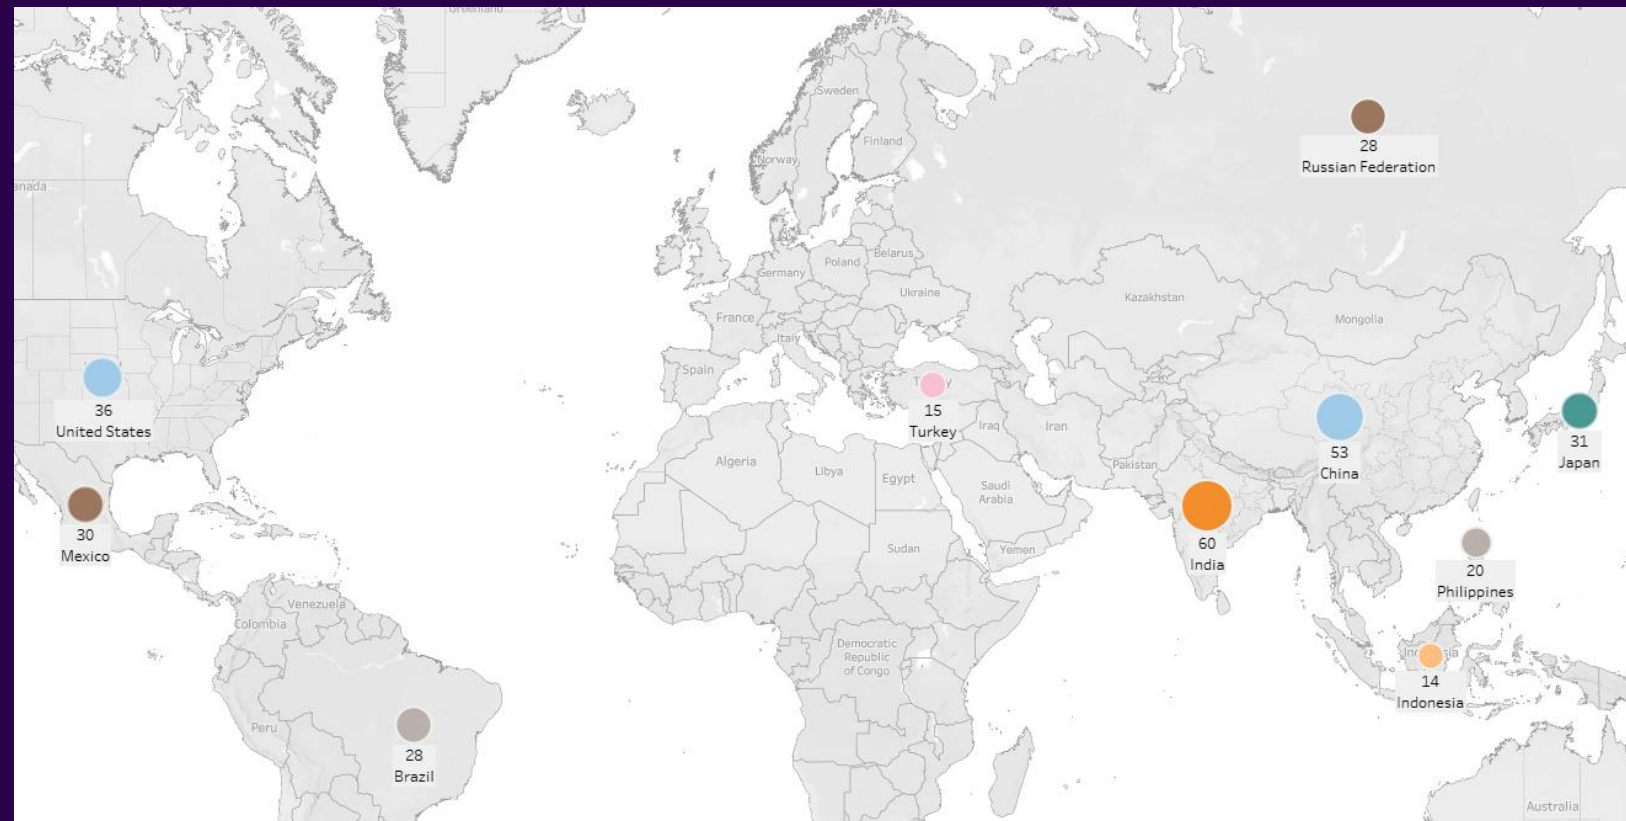 Greenland
Sweden
Finland
Norway
28
Russian Federation
anada
Belarus
Poland
Germany
Ukraine
Kazakhstan
France
Mongolia
Italy
Spain
36
United States
15
Turkey
Iraq
Iran
53
China
31
Japan
Algeria
Libya
Egypt
Pakistan
Saudi
Arabia
30
Mexico
Sudan
Yemen
60
India
20
Philippines
Venezuela
Colombia
Democratic
Republic
of Congo
14
Indonesia
Peru
28
Brazil
Australia